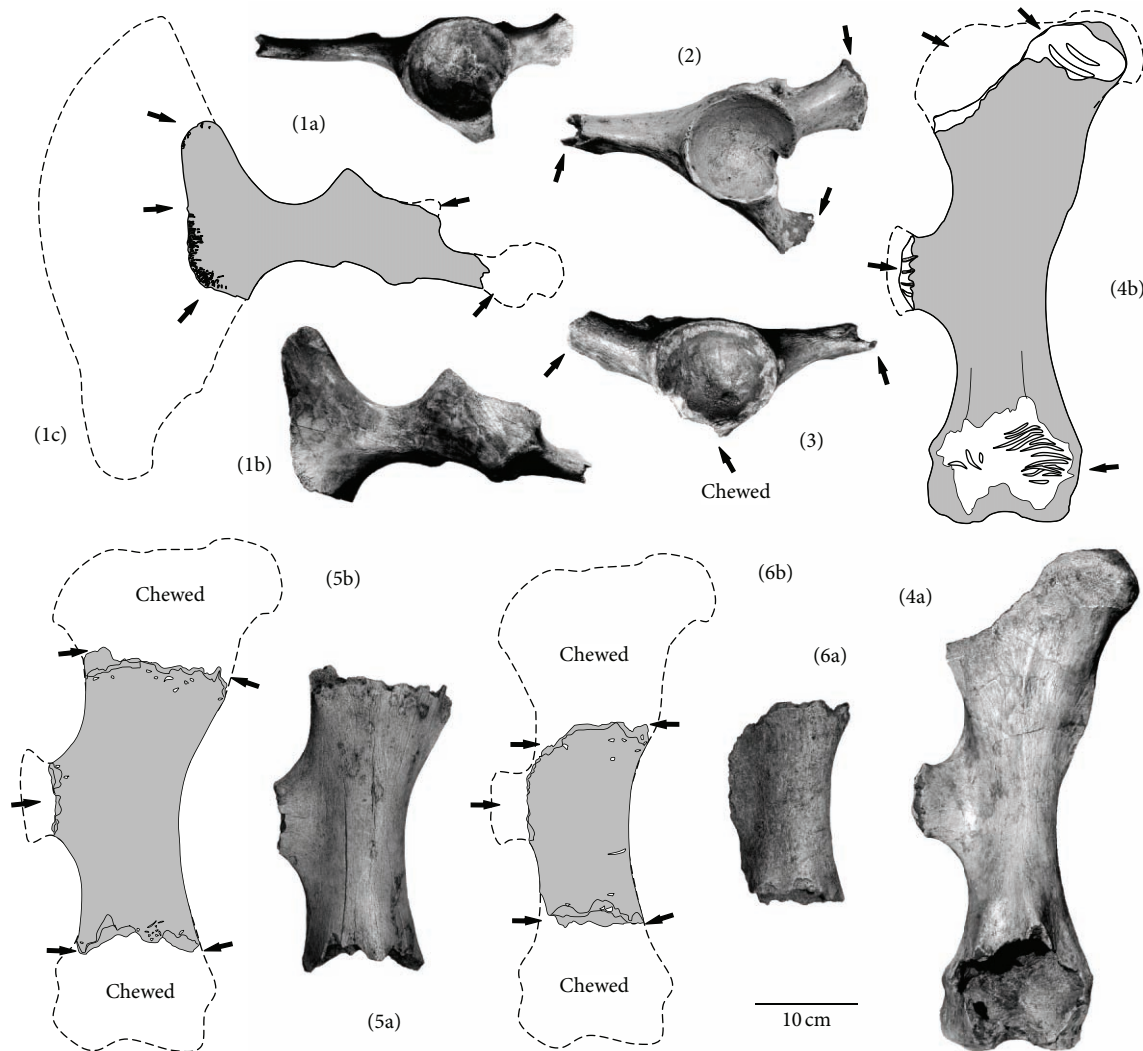 (1a)
(2)
(4b)
(1c)
(1b)
(3)
Chewed
Chewed
(5b)
(6b)
(4a)
Chewed
(6a)
Chewed
Chewed
(5a)
10 cm